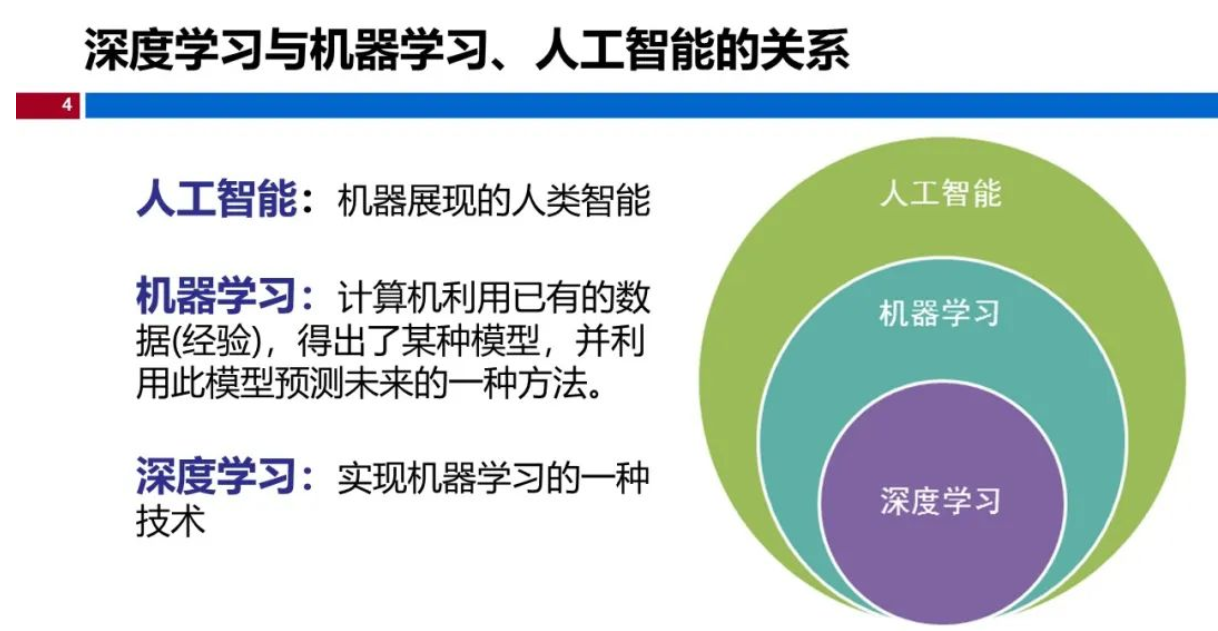 深度学习与机器学习、人工智能的关系
4
人工智能：机器展现的人类智能
机器学习：计算机利用已有的数
据(经验)，得出了某种模型，并利
用此模型预测未来的一种方法。
深度学习：实现机器学习的一种
技术
人工智能
机器学习
深度学习